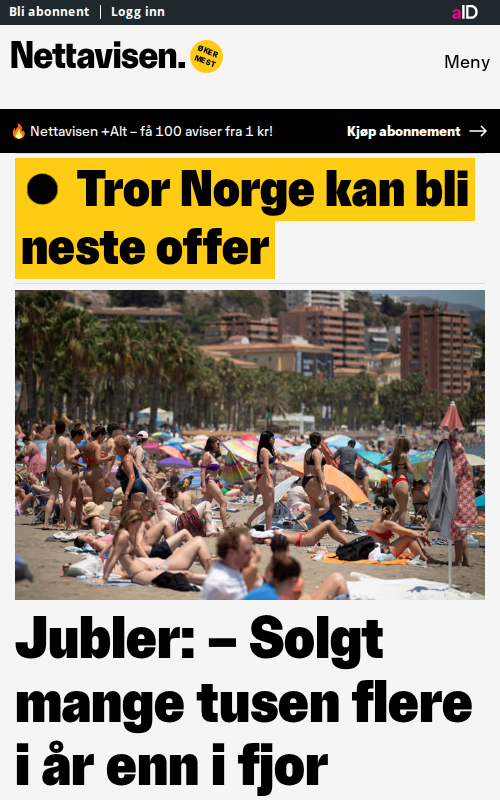 Bli abonnent Logg inn aID
Nettavisen. ØKER MEST
Meny
🔥 Nettavisen +Alt – få 100 aviser fra 1 kr! Kjøp abonnement →
● Tror Norge kan bli
neste offer
Jubler: – Solgt
mange tusen flere
i år enn i fjor